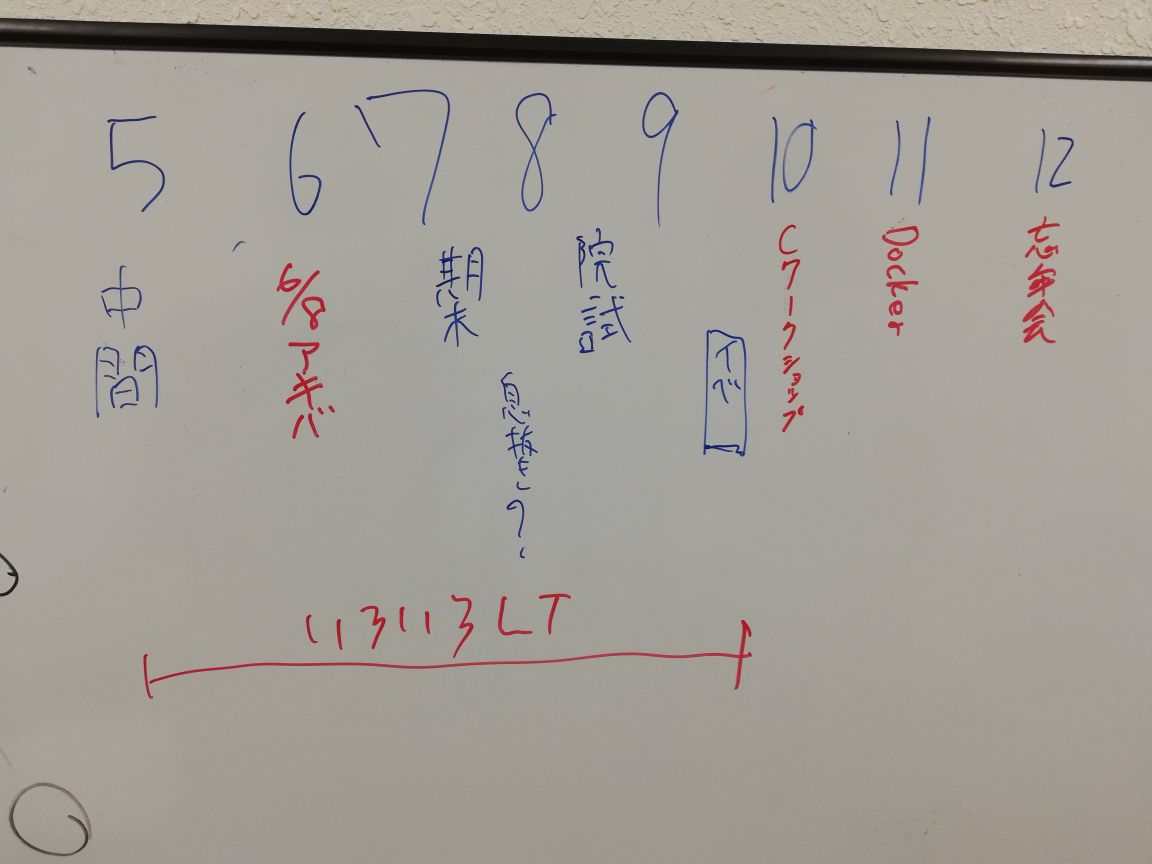 5 6 7 8 9 10 11 12
中間
6/8 アキバ
期末
息抜き?
院試
イベ
Cワークショップ
Docker
忘年会
いろいろLT